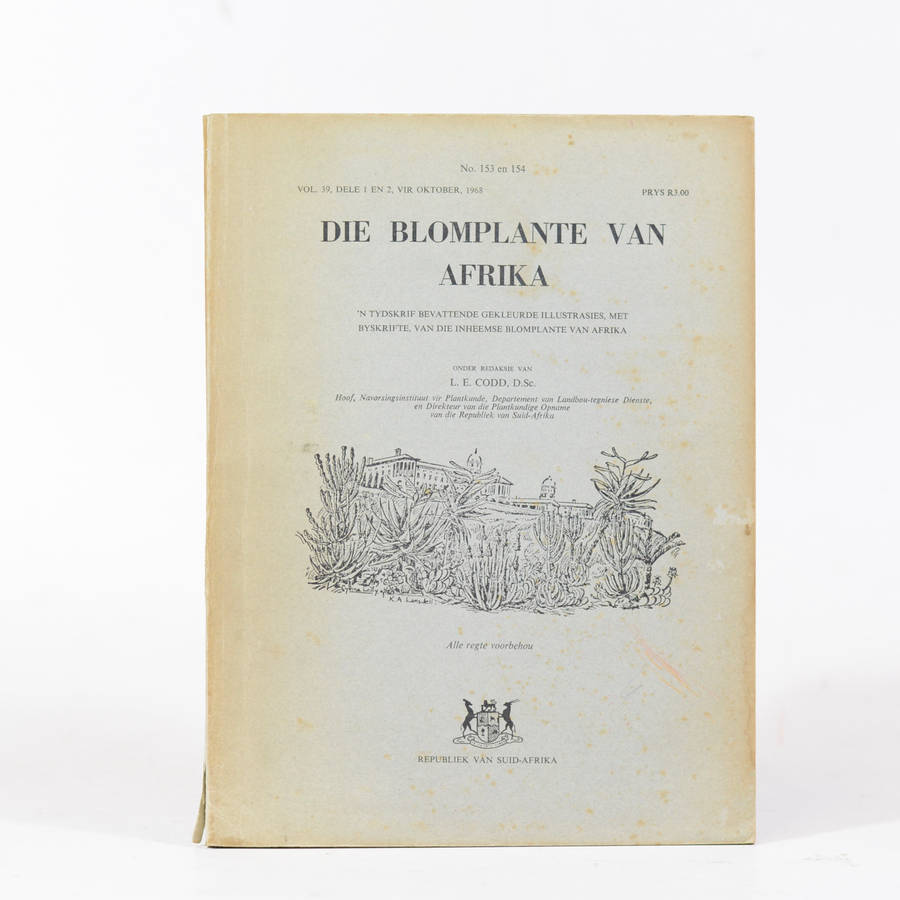 No. 153 en 154
VOL. 39, DELE 1 EN 2, VIR OKTOBER, 1968 PRYS R3.00
DIE BLOMPLANTE VAN
AFRIKA
'N TYDSKRIF BEVATTENDE GEKLEURDE ILLUSTRASIES, MET
BYSKRIFTE, VAN DIE INHEEMSE BLOMPLANTE VAN AFRIKA
ONDER REDAKSIE VAN
L. E. CODD, D.Sc.
Hoof, Navorsingsinstituut vir Plantkunde, Departement van Landbou-tegniese Dienste,
en Direkteur van die Plantkundige Opname
van die Republiek van Suid-Afrika
K. A. Lansdell
Alle regte voorbehou
REPUBLIEK VAN SUID-AFRIKA